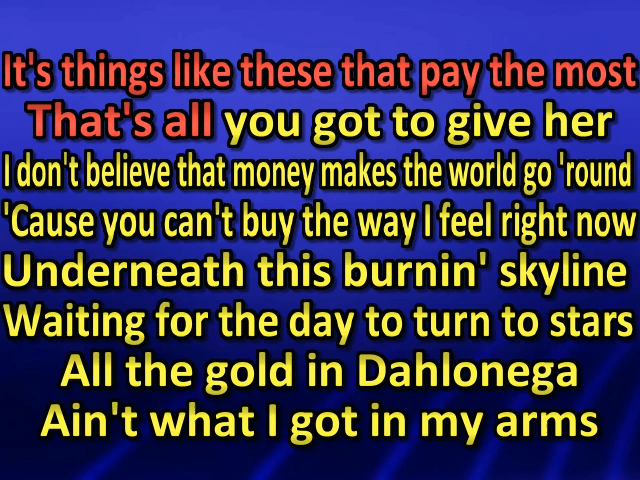 It's things like these that pay the most
That's all you got to give her
I don't believe that money makes the world go 'round
'Cause you can't buy the way I feel right now
Underneath this burnin' skyline
Waiting for the day to turn to stars
All the gold in Dahlonega
Ain't what I got in my arms